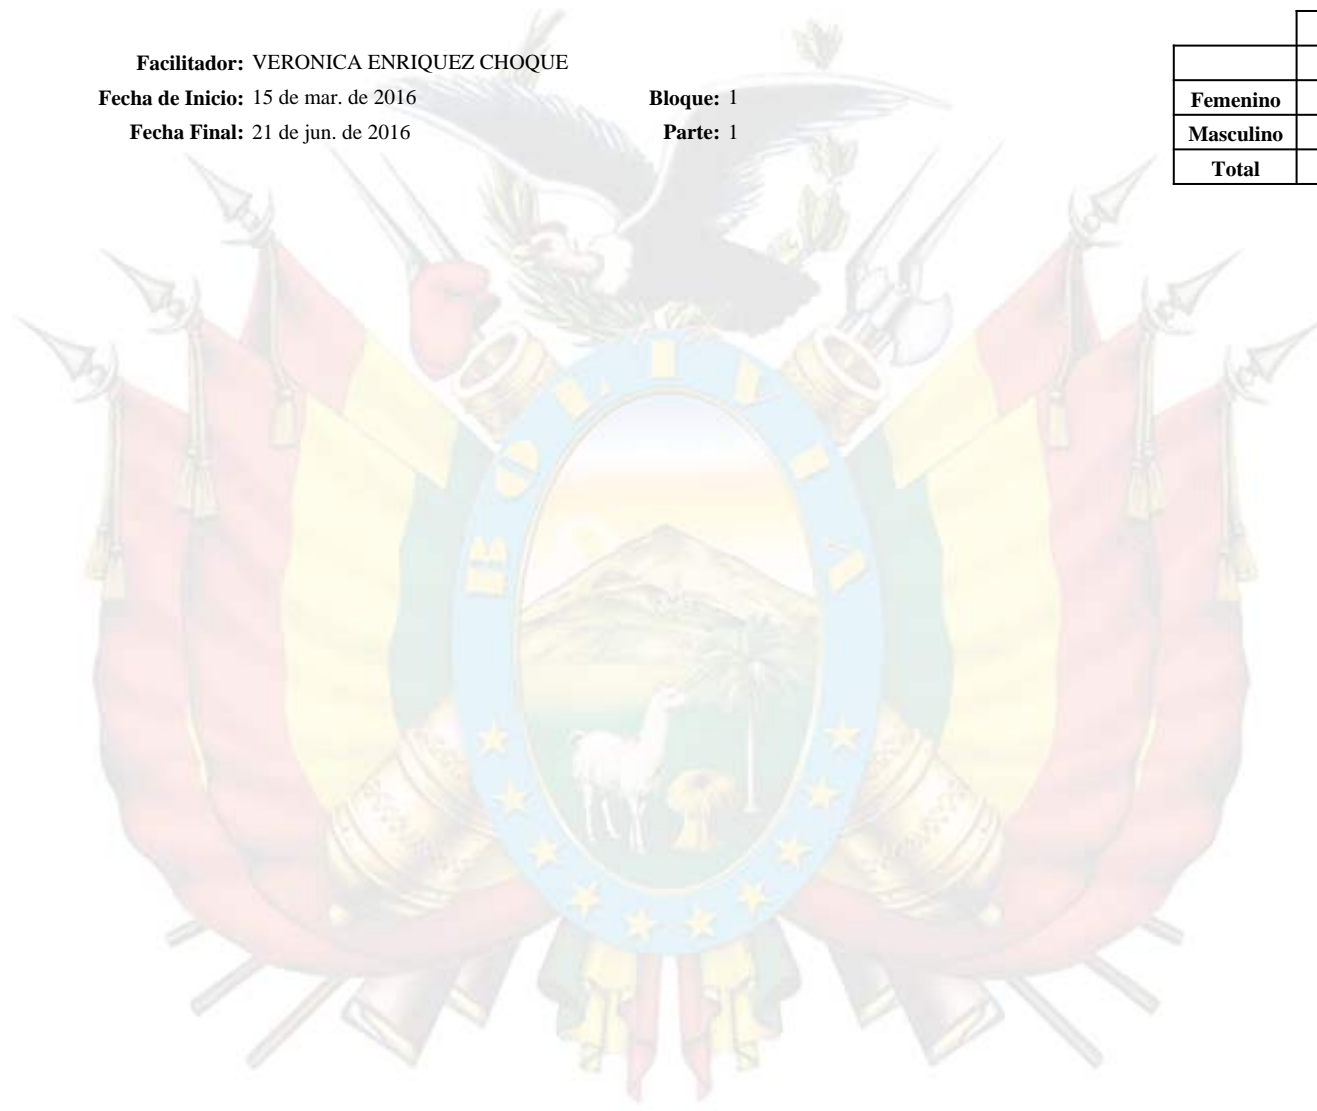 Facilitador: VERONICA ENRIQUEZ CHOQUE
Fecha de Inicio: 15 de mar. de 2016 Bloque: 1
Fecha Final: 21 de jun. de 2016 Parte: 1
Femenino
Masculino
Total
BOLIVIA